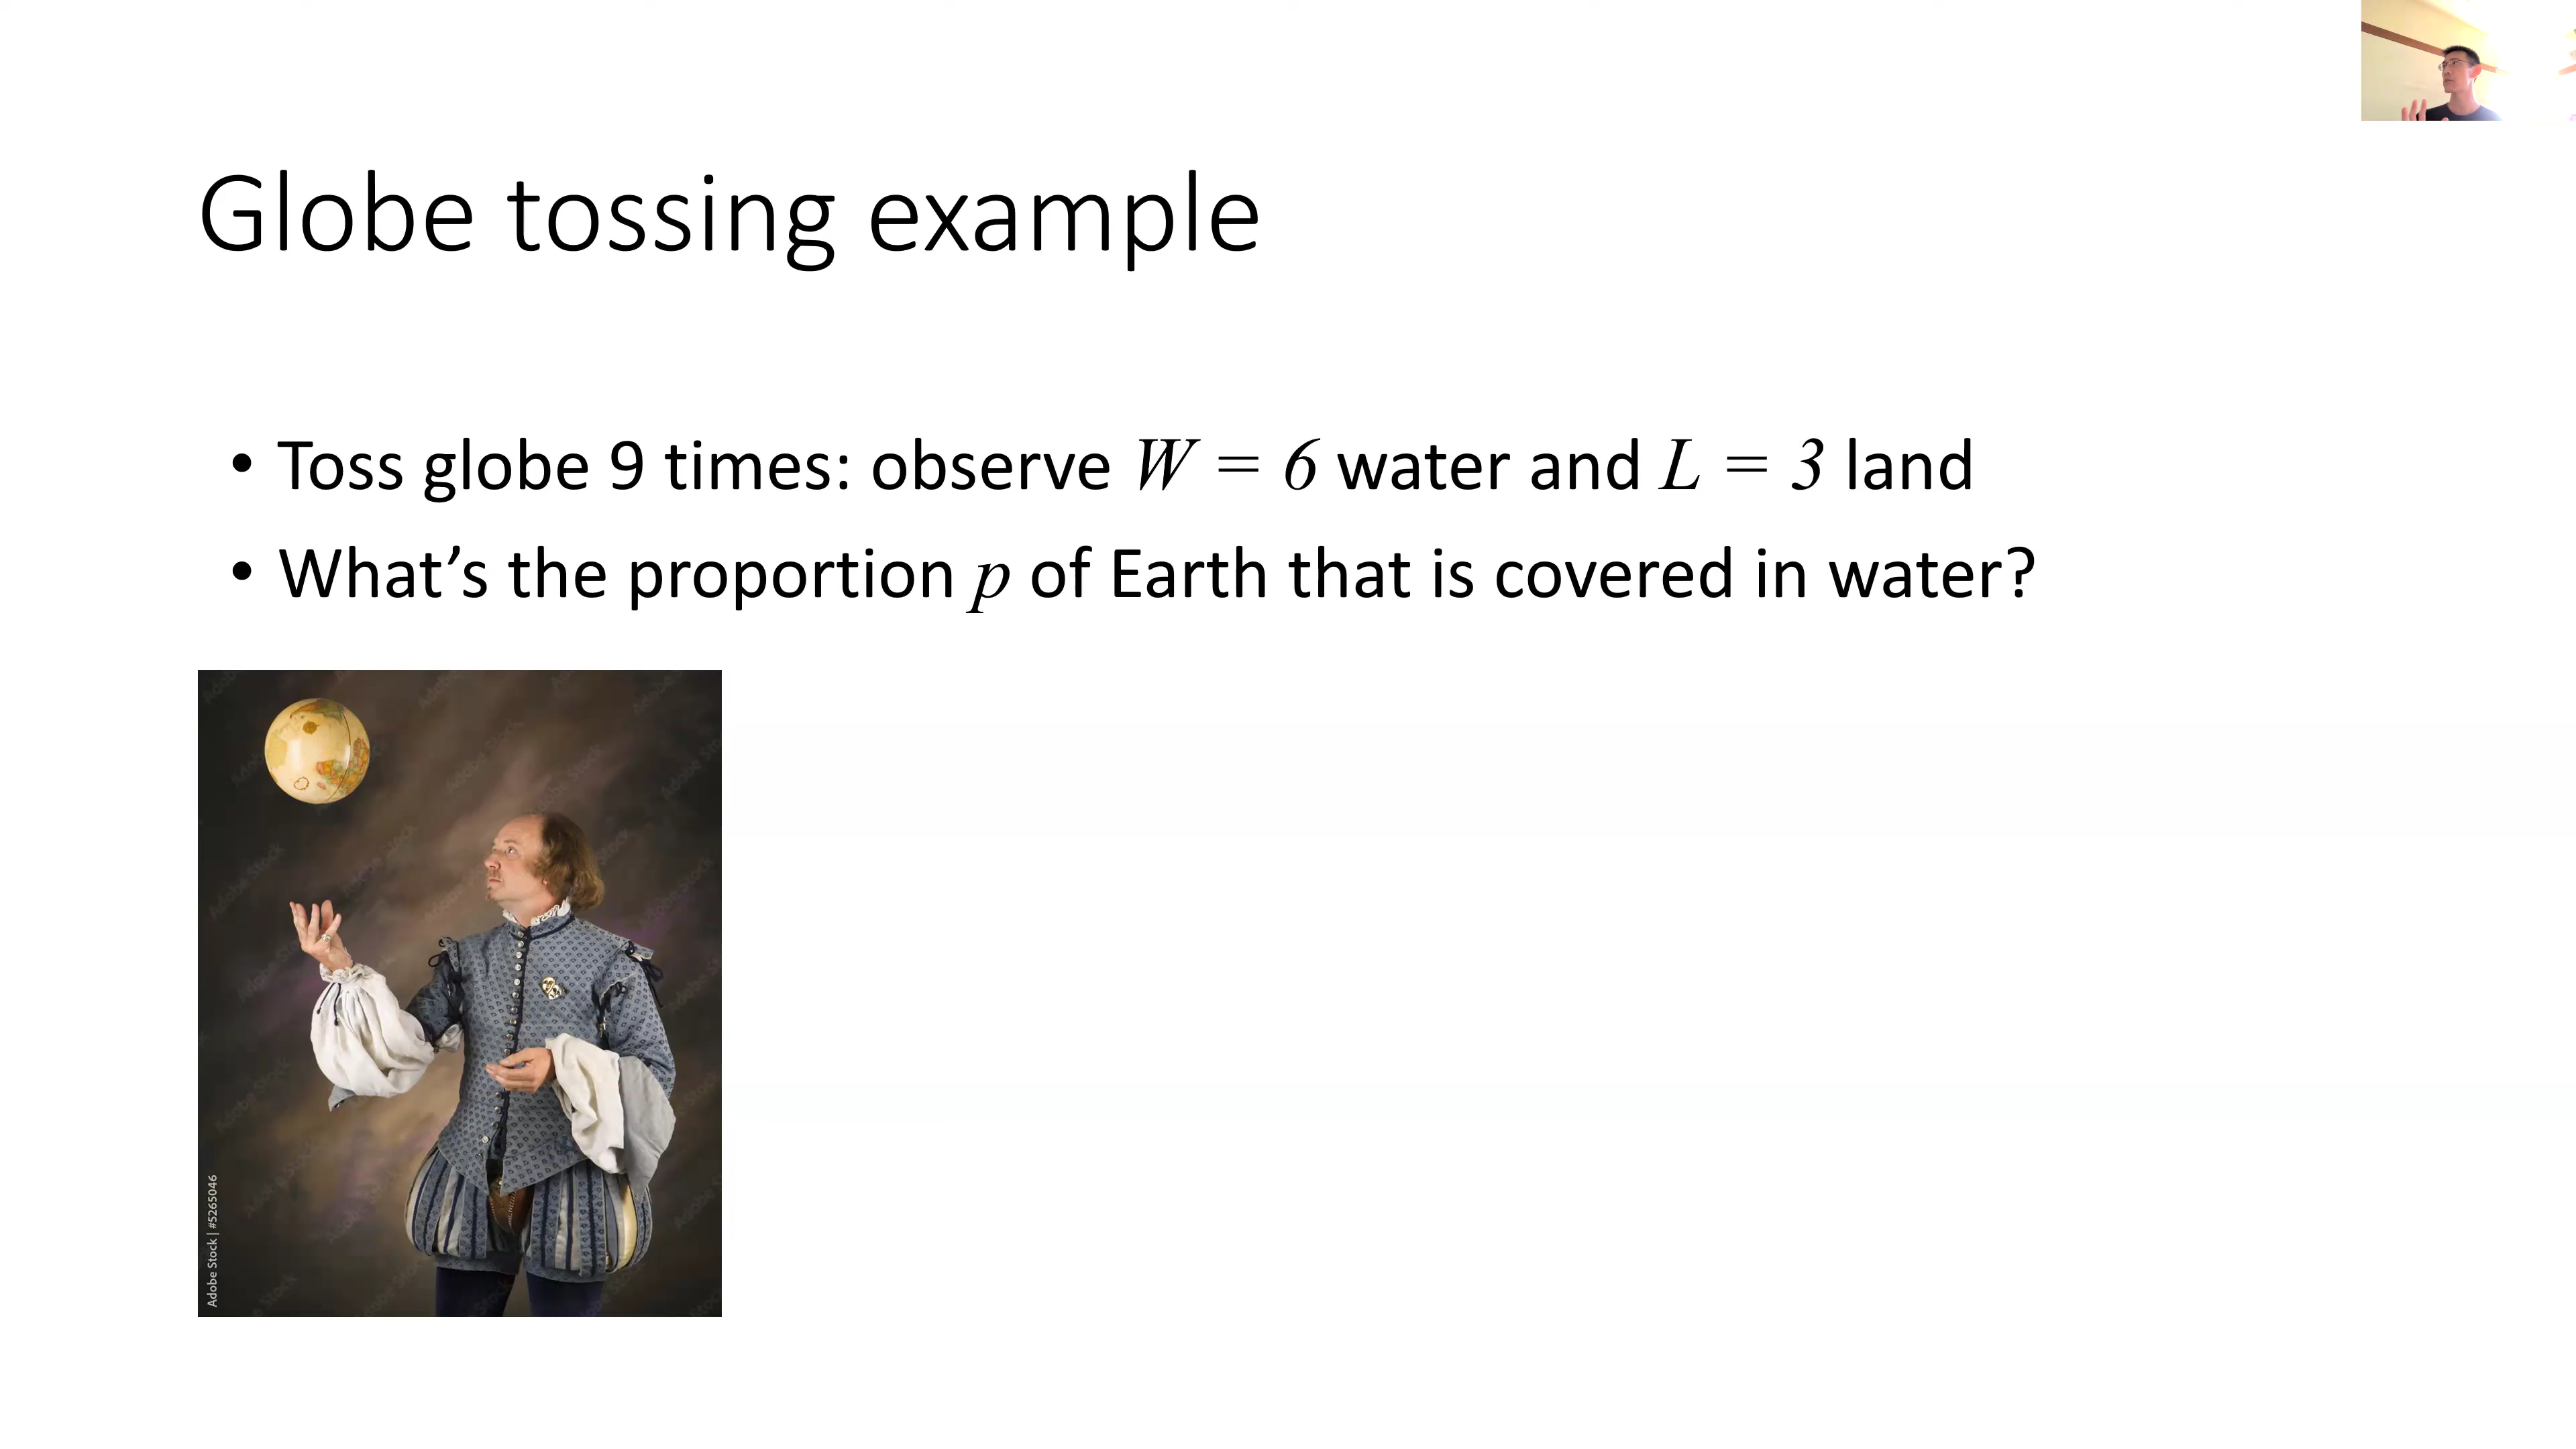 Globe tossing example
• Toss globe 9 times: observe W = 6 water and L = 3 land
• What's the proportion p of Earth that is covered in water?
Adobe Stock | #5265046